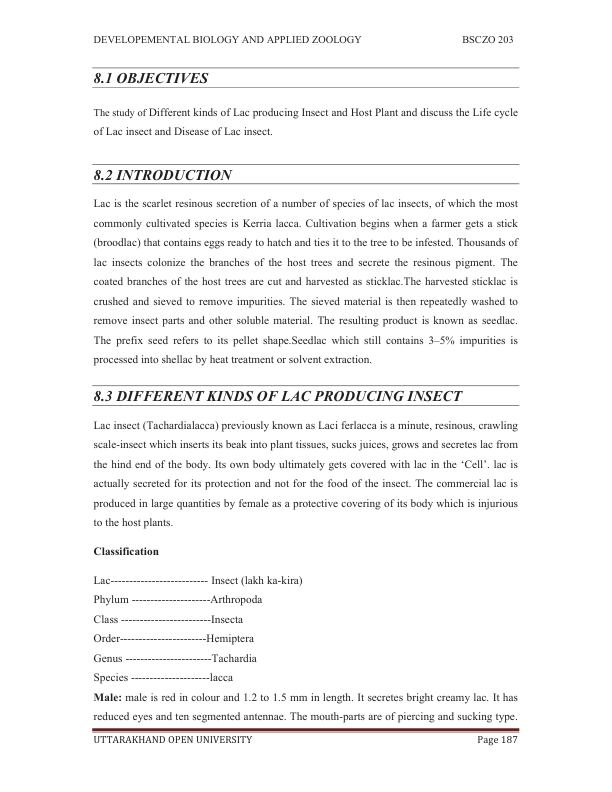 DEVELOPEMENTAL BIOLOGY AND APPLIED ZOOLOGY BSCZO 203
8.1 OBJECTIVES
The study of Different kinds of Lac producing Insect and Host Plant and discuss the Life cycle
of Lac insect and Disease of Lac insect.
8.2 INTRODUCTION
Lac is the scarlet resinous secretion of a number of species of lac insects, of which the most
commonly cultivated species is Kerria lacca. Cultivation begins when a farmer gets a stick
(broodlac) that contains eggs ready to hatch and ties it to the tree to be infested. Thousands of
lac insects colonize the branches of the host trees and secrete the resinous pigment. The
coated branches of the host trees are cut and harvested as sticklac.The harvested sticklac is
crushed and sieved to remove impurities. The sieved material is then repeatedly washed to
remove insect parts and other soluble material. The resulting product is known as seedlac.
The prefix seed refers to its pellet shape.Seedlac which still contains 3–5% impurities is
processed into shellac by heat treatment or solvent extraction.
8.3 DIFFERENT KINDS OF LAC PRODUCING INSECT
Lac insect (Tachardialacca) previously known as Laci ferlacca is a minute, resinous, crawling
scale-insect which inserts its beak into plant tissues, sucks juices, grows and secretes lac from
the hind end of the body. Its own body ultimately gets covered with lac in the ‘Cell’. lac is
actually secreted for its protection and not for the food of the insect. The commercial lac is
produced in large quantities by female as a protective covering of its body which is injurious
to the host plants.
Classification
Lac-------------------------- Insect (lakh ka-kira)
Phylum ---------------------Arthropoda
Class ------------------------Insecta
Order-----------------------Hemiptera
Genus -----------------------Tachardia
Species ---------------------lacca
Male: male is red in colour and 1.2 to 1.5 mm in length. It secretes bright creamy lac. It has
reduced eyes and ten segmented antennae. The mouth-parts are of piercing and sucking type.
UTTARAKHAND OPEN UNIVERSITY Page 187